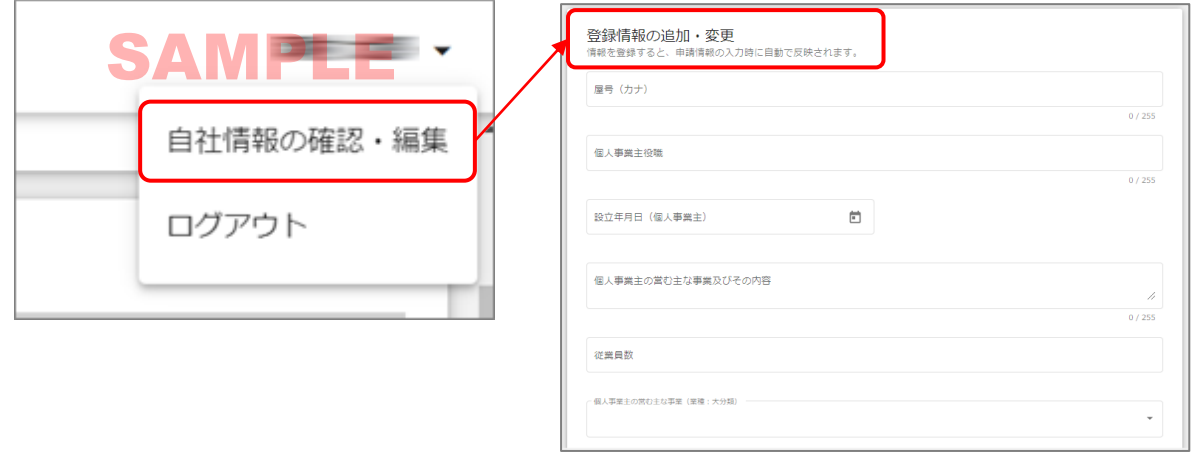 SAMPLE
自社情報の確認・編集
ログアウト
登録情報の追加・変更
情報を登録すると、申請情報の入力時に自動で反映されます。
屋号（カナ）
0 / 255
個人事業主役職
0 / 255
設立年月日（個人事業主）
個人事業主の営む主な事業及びその内容
0 / 255
従業員数
個人事業主の営む主な事業（業種：大分類）